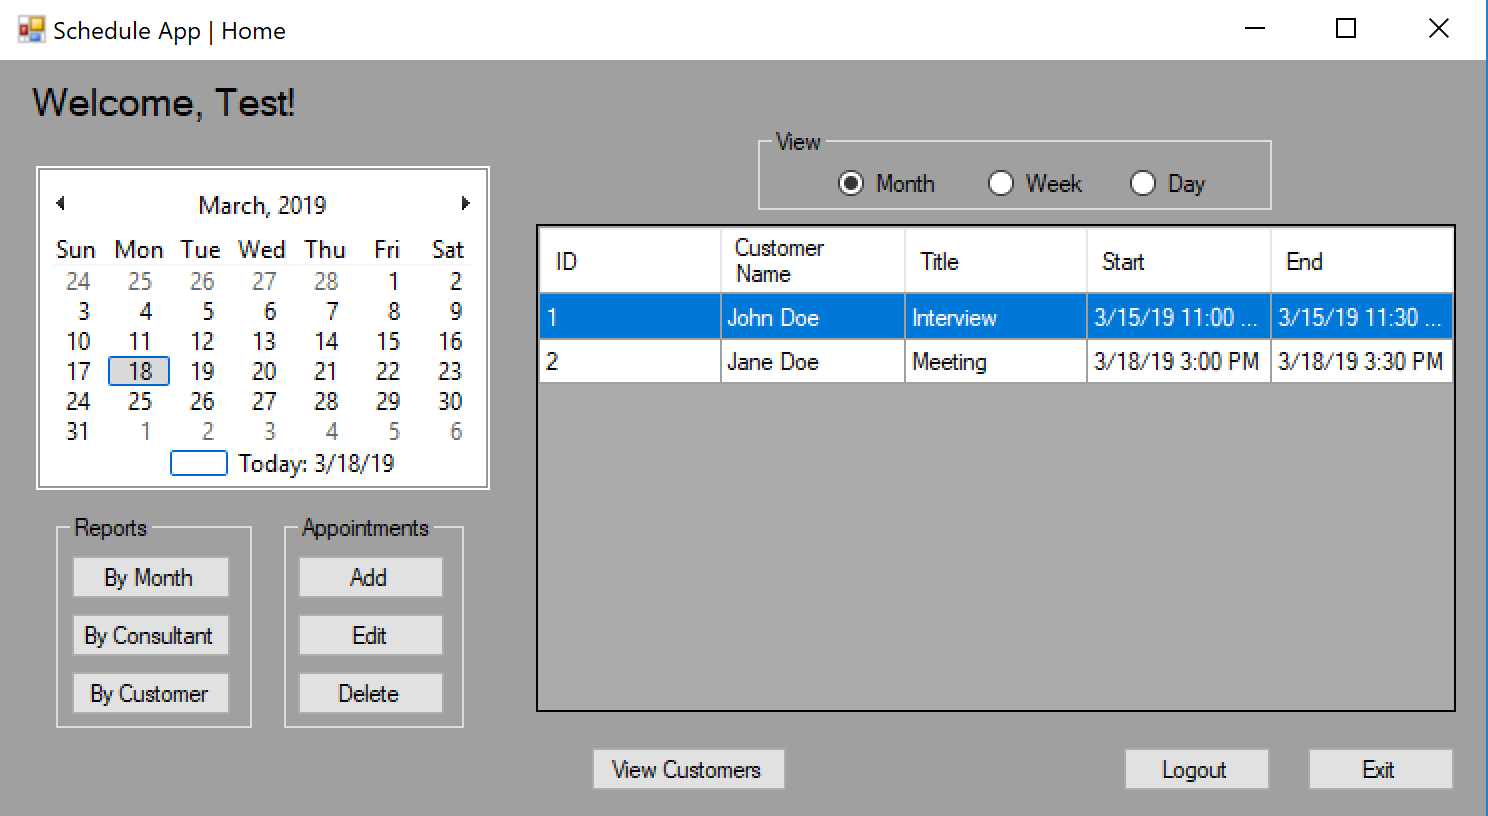 Schedule App | Home
Welcome, Test!
View
Month Week Day
March, 2019
Sun Mon Tue Wed Thu Fri Sat
24 25 26 27 28 1 2
3 4 5 6 7 8 9
10 11 12 13 14 15 16
17 18 19 20 21 22 23
24 25 26 27 28 29 30
31 1 2 3 4 5 6
Today: 3/18/19
ID Customer Name Title Start End
1 John Doe Interview 3/15/19 11:00 ... 3/15/19 11:30 ...
2 Jane Doe Meeting 3/18/19 3:00 PM 3/18/19 3:30 PM
Reports
By Month
By Consultant
By Customer
Appointments
Add
Edit
Delete
View Customers
Logout
Exit